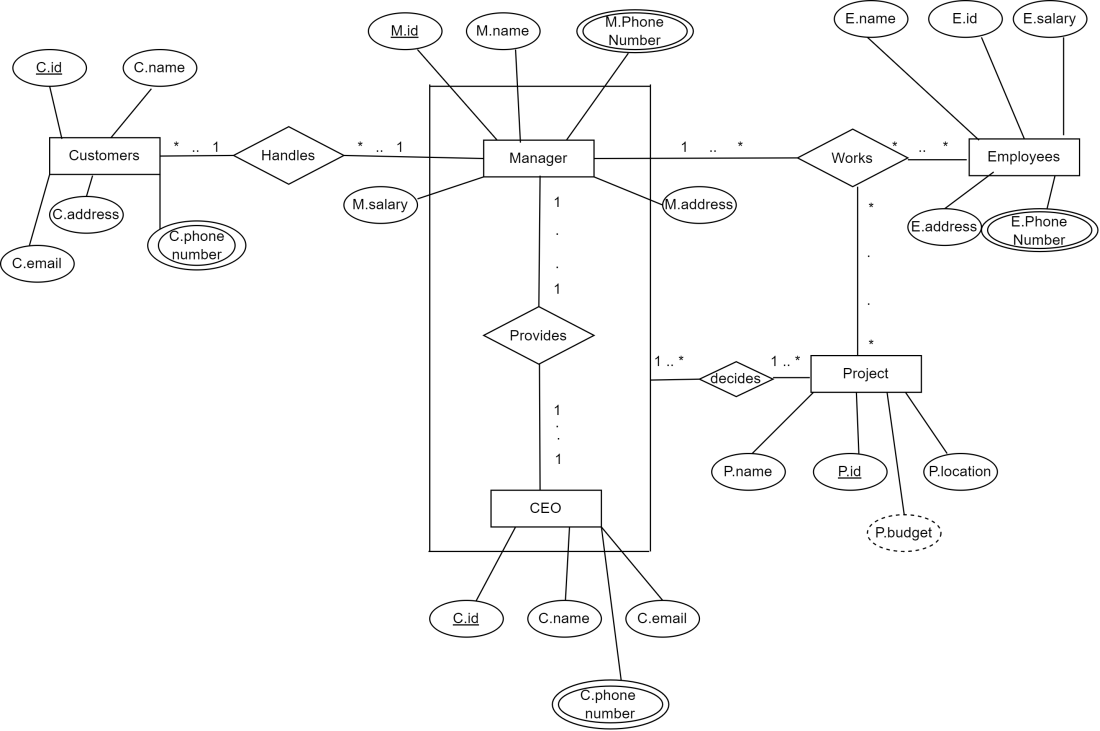 M.id
M.name
M.Phone
Number
E.name
E.id
E.salary
C.id
C.name
Customers
* .. 1
Handles
* .. 1
Manager
1 .. *
Works
* .. *
Employees
M.salary
M.address
C.address
C.email
C.phone
number
E.address
E.Phone
Number
1
.
.
1
*
.
.
*
Provides
1 .. *
decides
1 .. *
Project
1
.
.
1
P.name
P.id
P.location
P.budget
CEO
C.id
C.name
C.email
C.phone
number